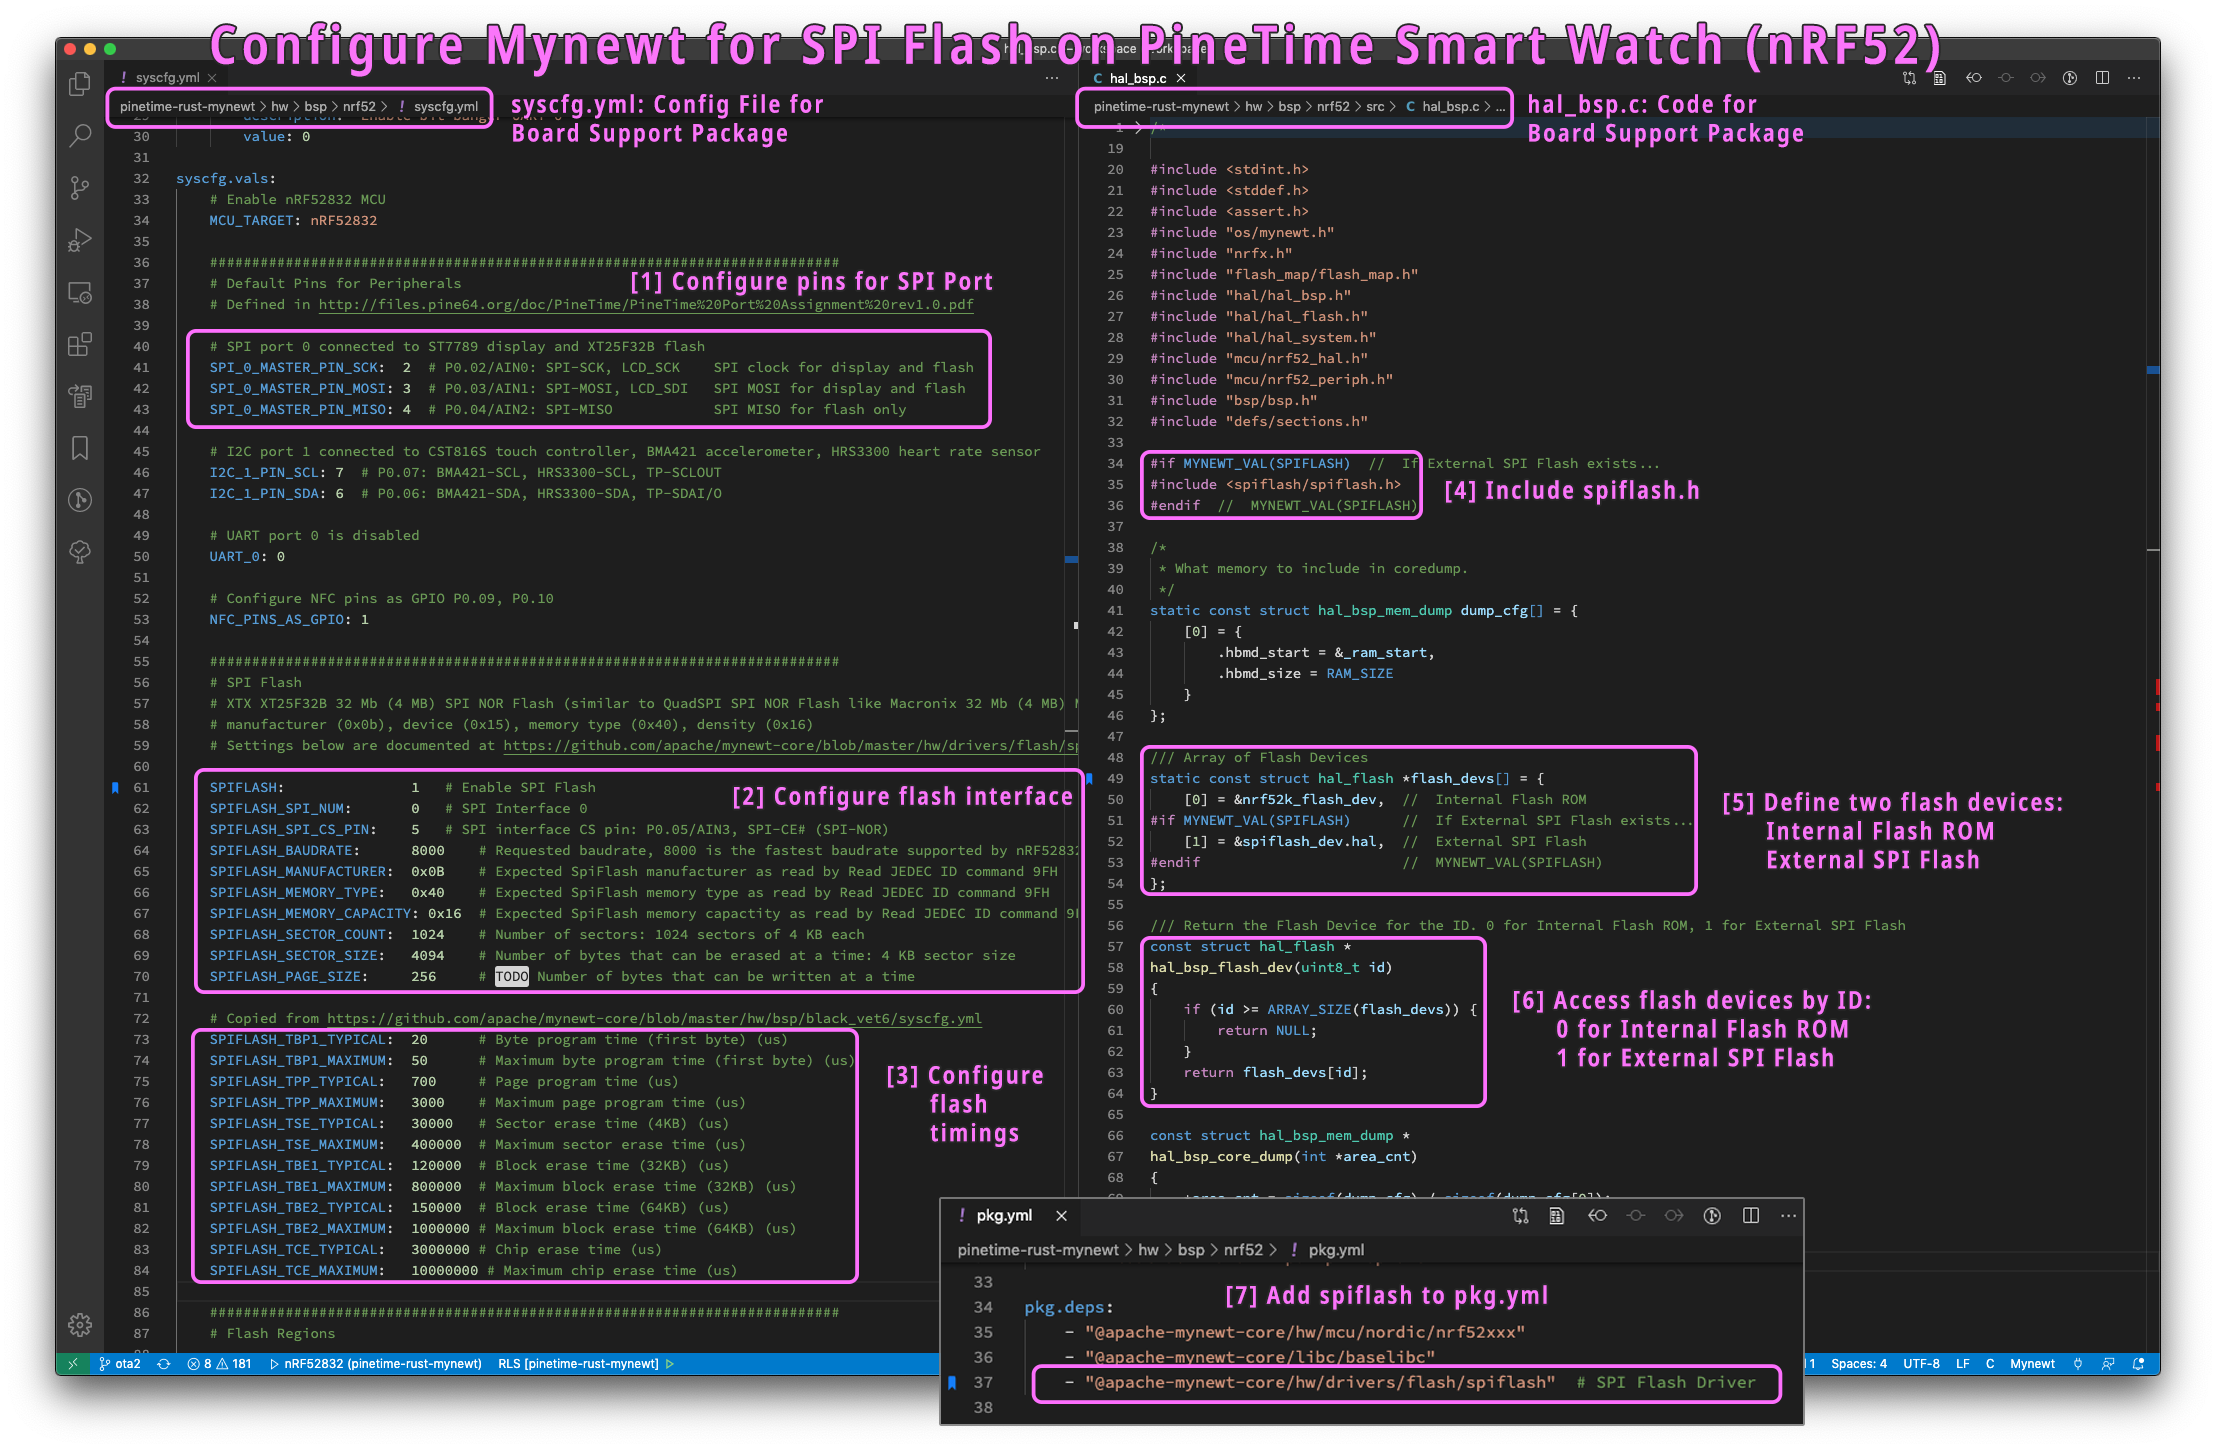 Configure Mynewt for SPI Flash on PineTime Smart Watch (nRF52)
! syscfg.yml
pinetime-rust-mynewt > hw > bsp > nrf52 > ! syscfg.yml
syscfg.yml: Config File for
Board Support Package
30 value: 0
31
32 syscfg.vals:
33 # Enable nRF52832 MCU
34 MCU_TARGET: nRF52832
35
36 ###########################################################################
37 # Default Pins for Peripherals
[1] Configure pins for SPI Port
38 # Defined in http://files.pine64.org/doc/PineTime/PineTime%20Port%20Assignment%20rev1.0.pdf
39
40 # SPI port 0 connected to ST7789 display and XT25F32B flash
41 SPI_0_MASTER_PIN_SCK: 2 # P0.02/AIN0: SPI-SCK, LCD_SCK SPI clock for display and flash
42 SPI_0_MASTER_PIN_MOSI: 3 # P0.03/AIN1: SPI-MOSI, LCD_SDI SPI MOSI for display and flash
43 SPI_0_MASTER_PIN_MISO: 4 # P0.04/AIN2: SPI-MISO SPI MISO for flash only
44
45 # I2C port 1 connected to CST816S touch controller, BMA421 accelerometer, HRS3300 heart rate sensor
46 I2C_1_PIN_SCL: 7 # P0.07: BMA421-SCL, HRS3300-SCL, TP-SCLOUT
47 I2C_1_PIN_SDA: 6 # P0.06: BMA421-SDA, HRS3300-SDA, TP-SDAI/O
48
49 # UART port 0 is disabled
50 UART_0: 0
51
52 # Configure NFC pins as GPIO P0.09, P0.10
53 NFC_PINS_AS_GPIO: 1
54
55 ###########################################################################
56 # SPI Flash
57 # XTX XT25F32B 32 Mb (4 MB) SPI NOR Flash (similar to QuadSPI SPI NOR Flash like Macronix 32 Mb (4 MB)
58 # manufacturer (0x0b), device (0x15), memory type (0x40), density (0x16)
59 # Settings below are documented at https://github.com/apache/mynewt-core/blob/master/hw/drivers/flash/sp
60
61 SPIFLASH: 1 # Enable SPI Flash
[2] Configure flash interface
62 SPIFLASH_SPI_NUM: 0 # SPI Interface 0
63 SPIFLASH_SPI_CS_PIN: 5 # SPI interface CS pin: P0.05/AIN3, SPI-CE# (SPI-NOR)
64 SPIFLASH_BAUDRATE: 8000 # Requested baudrate, 8000 is the fastest baudrate supported by nRF52832
65 SPIFLASH_MANUFACTURER: 0x0B # Expected SpiFlash manufacturer as read by Read JEDEC ID command 9FH
66 SPIFLASH_MEMORY_TYPE: 0x40 # Expected SpiFlash memory type as read by Read JEDEC ID command 9FH
67 SPIFLASH_MEMORY_CAPACITY: 0x16 # Expected SpiFlash memory capactity as read by Read JEDEC ID command 9
68 SPIFLASH_SECTOR_COUNT: 1024 # Number of sectors: 1024 sectors of 4 KB each
69 SPIFLASH_SECTOR_SIZE: 4094 # Number of bytes that can be erased at a time: 4 KB sector size
70 SPIFLASH_PAGE_SIZE: 256 # TODO Number of bytes that can be written at a time
71
72 # Copied from https://github.com/apache/mynewt-core/blob/master/hw/bsp/black_vet6/syscfg.yml
73 SPIFLASH_TBP1_TYPICAL: 20 # Byte program time (first byte) (us)
74 SPIFLASH_TBP1_MAXIMUM: 50 # Maximum byte program time (first byte) (us)
75 SPIFLASH_TPP_TYPICAL: 700 # Page program time (us)
76 SPIFLASH_TPP_MAXIMUM: 3000 # Maximum page program time (us)
77 SPIFLASH_TSE_TYPICAL: 30000 # Sector erase time (4KB) (us)
78 SPIFLASH_TSE_MAXIMUM: 400000 # Maximum sector erase time (us)
79 SPIFLASH_TBE1_TYPICAL: 120000 # Block erase time (32KB) (us)
80 SPIFLASH_TBE1_MAXIMUM: 800000 # Maximum block erase time (32KB) (us)
81 SPIFLASH_TBE2_TYPICAL: 150000 # Block erase time (64KB) (us)
82 SPIFLASH_TBE2_MAXIMUM: 1000000 # Maximum block erase time (64KB) (us)
83 SPIFLASH_TCE_TYPICAL: 3000000 # Chip erase time (us)
84 SPIFLASH_TCE_MAXIMUM: 10000000 # Maximum chip erase time (us)
[3] Configure
flash
timings
85
86 ###########################################################################
87 # Flash Regions
C hal_bsp.c
pinetime-rust-mynewt > hw > bsp > nrf52 > src > C hal_bsp.c > ...
hal_bsp.c: Code for
Board Support Package
1 > /*
19
20 #include <stdint.h>
21 #include <stddef.h>
22 #include <assert.h>
23 #include "os/mynewt.h"
24 #include "nrfx.h"
25 #include "flash_map/flash_map.h"
26 #include "hal/hal_bsp.h"
27 #include "hal/hal_flash.h"
28 #include "hal/hal_system.h"
29 #include "mcu/nrf52_hal.h"
30 #include "mcu/nrf52_periph.h"
31 #include "bsp/bsp.h"
32 #include "defs/sections.h"
33
34 #if MYNEWT_VAL(SPIFLASH) // If External SPI Flash exists...
35 #include <spiflash/spiflash.h>
36 #endif // MYNEWT_VAL(SPIFLASH)
[4] Include spiflash.h
37
38 /*
39 * What memory to include in coredump.
40 */
41 static const struct hal_bsp_mem_dump dump_cfg[] = {
42 [0] = {
43 .hbmd_start = &_ram_start,
44 .hbmd_size = RAM_SIZE
45 }
46 };
47
48 /// Array of Flash Devices
49 static const struct hal_flash *flash_devs[] = {
50 [0] = &nrf52k_flash_dev, // Internal Flash ROM
51 #if MYNEWT_VAL(SPIFLASH) // If External SPI Flash exists...
52 [1] = &spiflash_dev.hal, // External SPI Flash
53 #endif // MYNEWT_VAL(SPIFLASH)
54 };
[5] Define two flash devices:
Internal Flash ROM
External SPI Flash
55
56 /// Return the Flash Device for the ID. 0 for Internal Flash ROM, 1 for External SPI Flash
57 const struct hal_flash *
58 hal_bsp_flash_dev(uint8_t id)
59 {
60 if (id >= ARRAY_SIZE(flash_devs)) {
61 return NULL;
62 }
63 return flash_devs[id];
64 }
[6] Access flash devices by ID:
0 for Internal Flash ROM
1 for External SPI Flash
65
66 const struct hal_bsp_mem_dump *
67 hal_bsp_core_dump(int *area_cnt)
68 {
! pkg.yml
pinetime-rust-mynewt > hw > bsp > nrf52 > ! pkg.yml
33
[7] Add spiflash to pkg.yml
34 pkg.deps:
35 - "@apache-mynewt-core/hw/mcu/nordic/nrf52xxx"
36 - "@apache-mynewt-core/libc/baselibc"
37 - "@apache-mynewt-core/hw/drivers/flash/spiflash" # SPI Flash Driver
38
ota2 8 181 nRF52832 (pinetime-rust-mynewt) RLS [pinetime-rust-mynewt]
Spaces: 4 UTF-8 LF C Mynewt